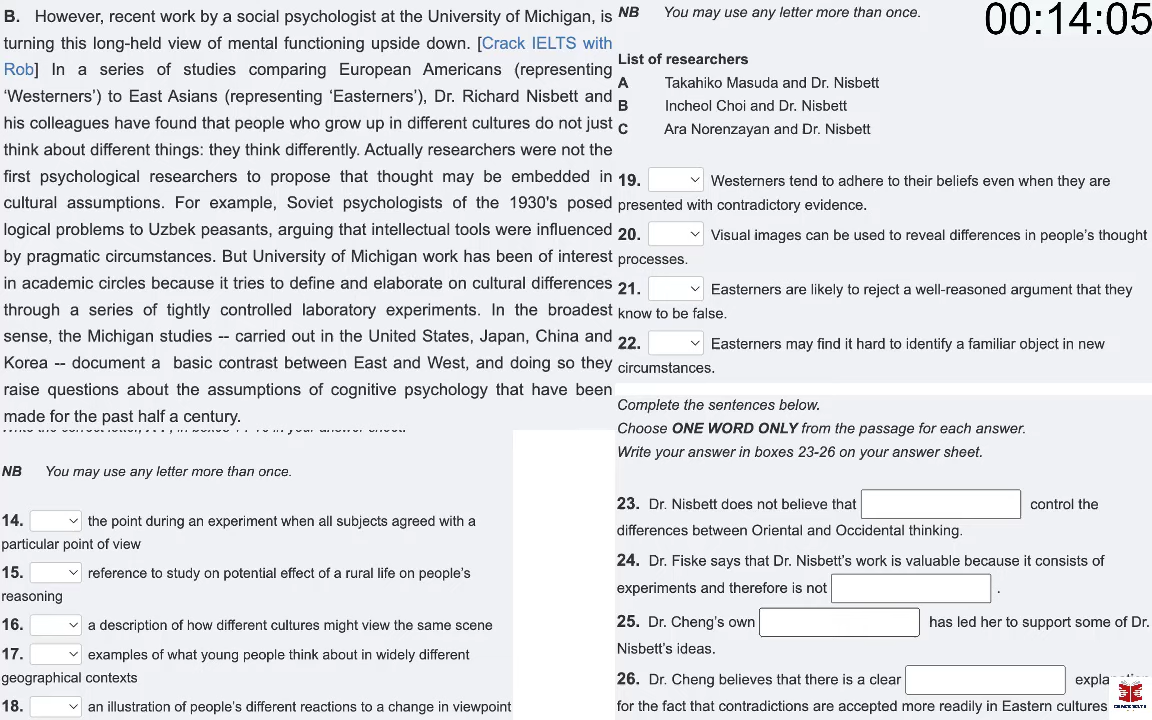 B. However, recent work by a social psychologist at the University of Michigan, is
turning this long-held view of mental functioning upside down. [Crack IELTS with
Rob] In a series of studies comparing European Americans (representing
‘Westerners’) to East Asians (representing ‘Easterners’), Dr. Richard Nisbett and
his colleagues have found that people who grow up in different cultures do not just
think about different things: they think differently. Actually researchers were not the
first psychological researchers to propose that thought may be embedded in
cultural assumptions. For example, Soviet psychologists of the 1930's posed
logical problems to Uzbek peasants, arguing that intellectual tools were influenced
by pragmatic circumstances. But University of Michigan work has been of interest
in academic circles because it tries to define and elaborate on cultural differences
through a series of tightly controlled laboratory experiments. In the broadest
sense, the Michigan studies -- carried out in the United States, Japan, China and
Korea -- document a basic contrast between East and West, and doing so they
raise questions about the assumptions of cognitive psychology that have been
made for the past half a century.
NB You may use any letter more than once.
14. the point during an experiment when all subjects agreed with a
particular point of view
15. reference to study on potential effect of a rural life on people’s
reasoning
16. a description of how different cultures might view the same scene
17. examples of what young people think about in widely different
geographical contexts
18. an illustration of people’s different reactions to a change in viewpoint
NB You may use any letter more than once.
00:14:05
List of researchers
A Takahiko Masuda and Dr. Nisbett
B Incheol Choi and Dr. Nisbett
C Ara Norenzayan and Dr. Nisbett
19. Westerners tend to adhere to their beliefs even when they are
presented with contradictory evidence.
20. Visual images can be used to reveal differences in people’s thought
processes.
21. Easterners are likely to reject a well-reasoned argument that they
know to be false.
22. Easterners may find it hard to identify a familiar object in new
circumstances.
Complete the sentences below.
Choose ONE WORD ONLY from the passage for each answer.
Write your answer in boxes 23-26 on your answer sheet.
23. Dr. Nisbett does not believe that control the
differences between Oriental and Occidental thinking.
24. Dr. Fiske says that Dr. Nisbett’s work is valuable because it consists of
experiments and therefore is not .
25. Dr. Cheng’s own has led her to support some of Dr.
Nisbett’s ideas.
26. Dr. Cheng believes that there is a clear
for the fact that contradictions are accepted more readily in Eastern cultures